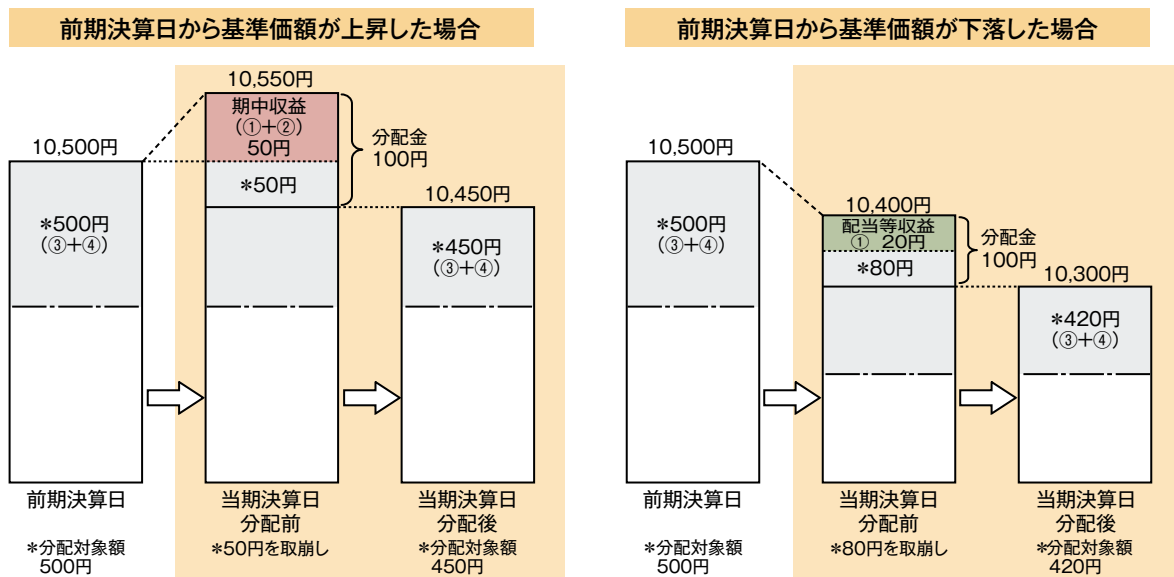 前期決算日から基準価額が上昇した場合
10,550円
期中収益
(①+②)
50円
分配金
100円
10,500円
*50円
10,450円
*500円
(③+④)
*450円
(③+④)
前期決算日
当期決算日
分配前
当期決算日
分配後
*分配対象額
500円
*50円を取崩し
*分配対象額
450円
前期決算日から基準価額が下落した場合
10,500円
10,400円
*500円
(③+④)
配当等収益
① 20円
分配金
100円
*80円
10,300円
*420円
(③+④)
前期決算日
当期決算日
分配前
当期決算日
分配後
*分配対象額
500円
*80円を取崩し
*分配対象額
420円